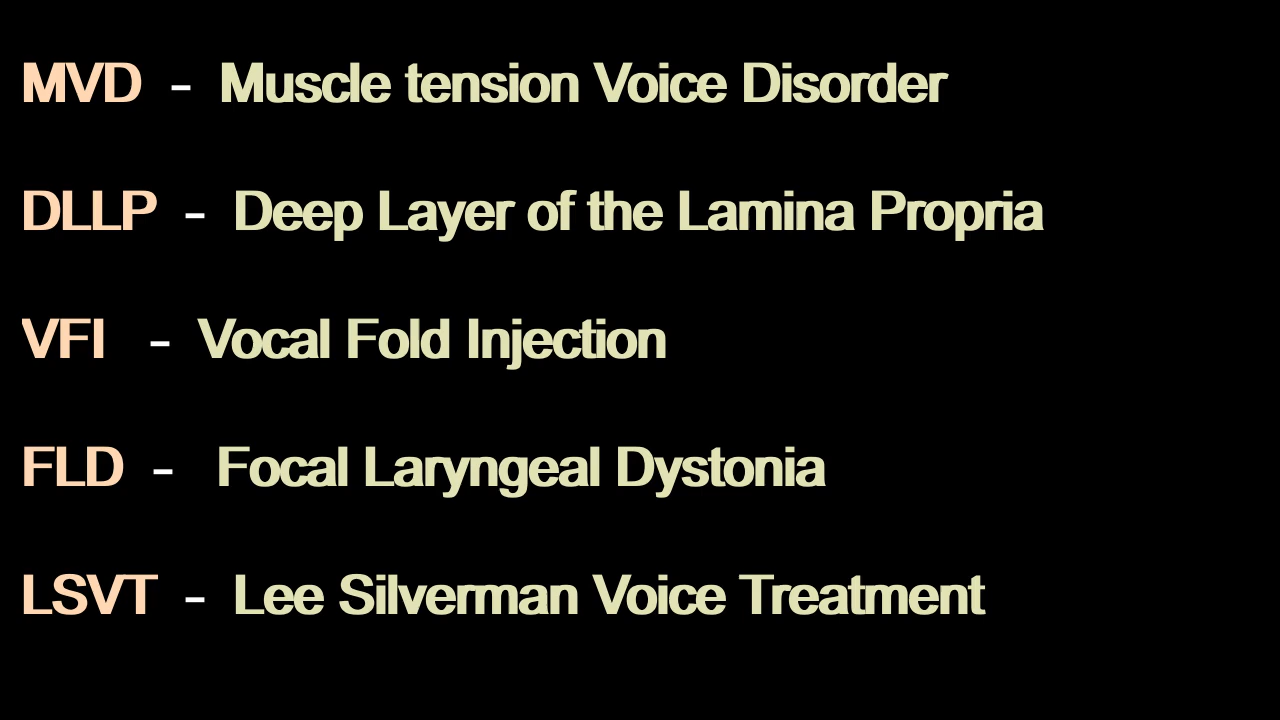 MVD - Muscle tension Voice Disorder
DLLP - Deep Layer of the Lamina Propria
VFI - Vocal Fold Injection
FLD - Focal Laryngeal Dystonia
LSVT - Lee Silverman Voice Treatment